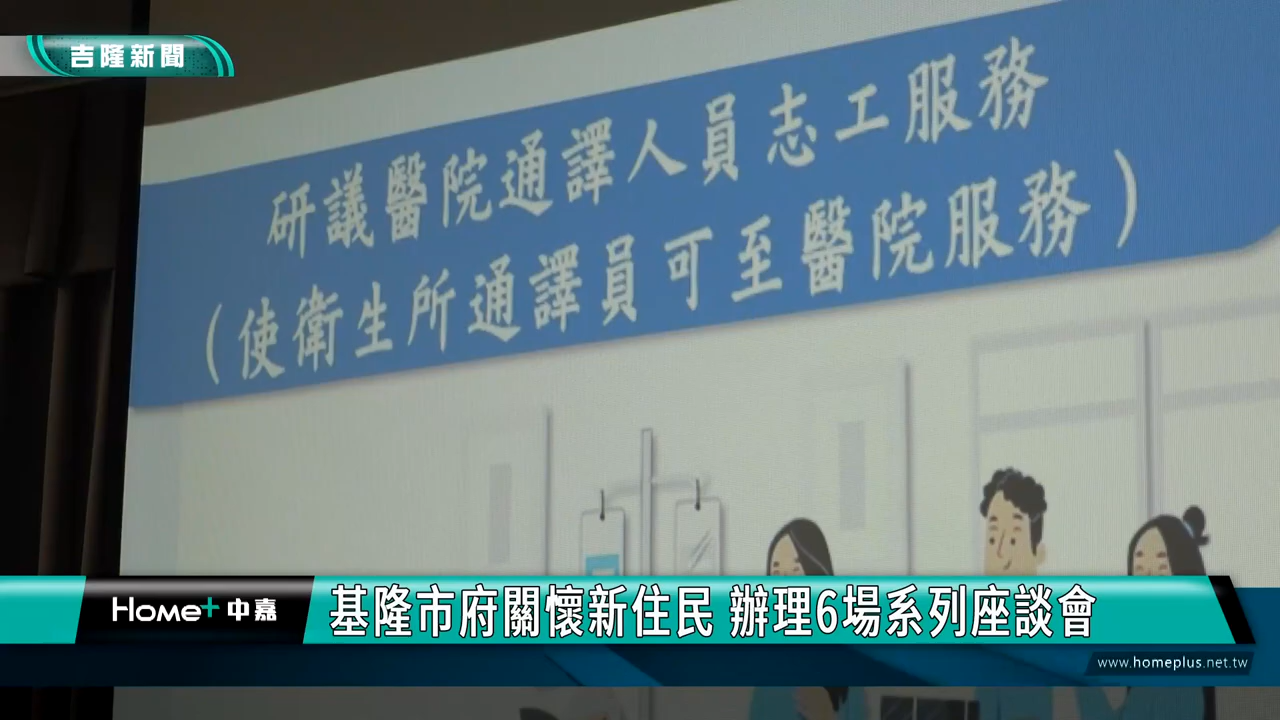 吉隆新聞
研議醫院通譯人員志工服務
(使衛生所通譯員可至醫院服務)
Home+中嘉
基隆市府關懷新住民 辦理6場系列座談會
www.homeplus.net.tw